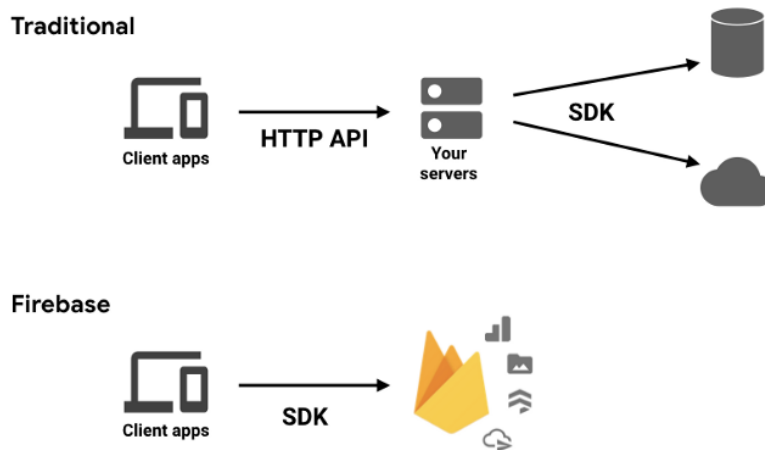 Traditional
Client apps
HTTP API
Your
servers
SDK
Firebase
Client apps
SDK